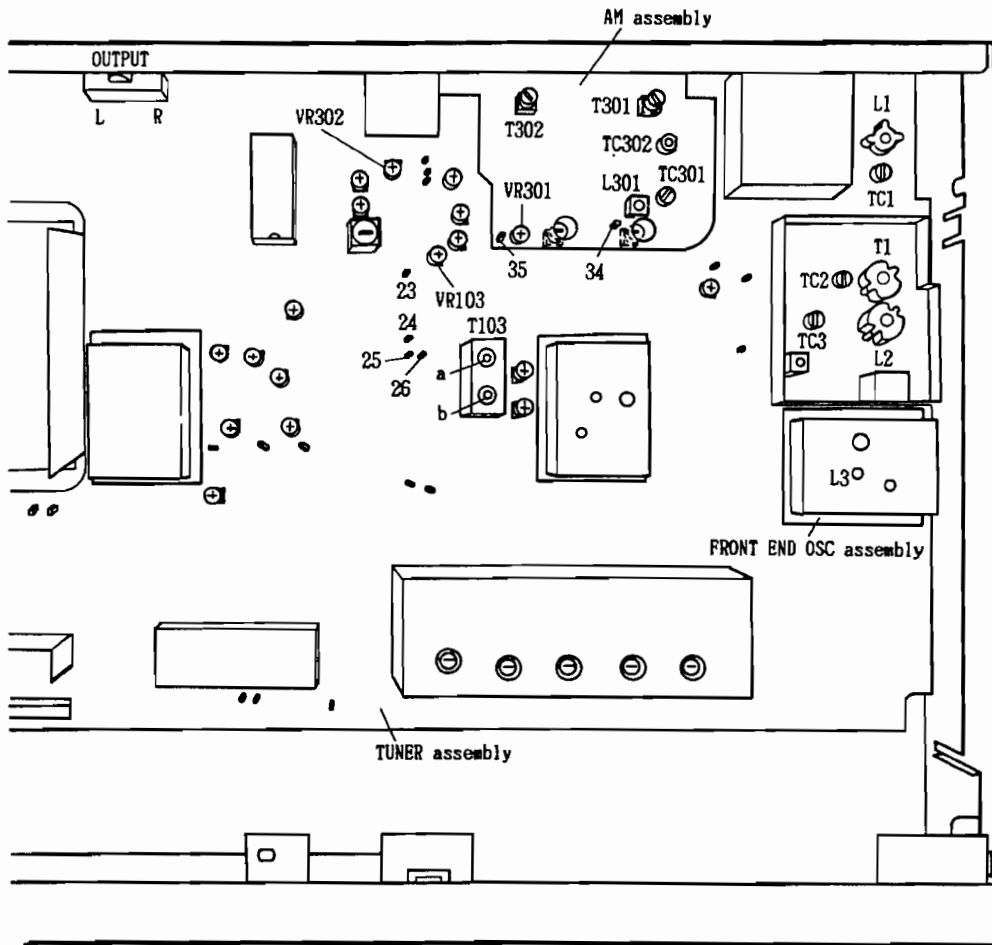 AM assembly
OUTPUT
L R
VR302
T302
T301
TC302
TC301
L301
VR301
L1
TC1
35
34
23
VR103
24
T103
25
26
a
b
T1
TC2
TC3
L2
L3
FRONT END OSC assembly
TUNER assembly